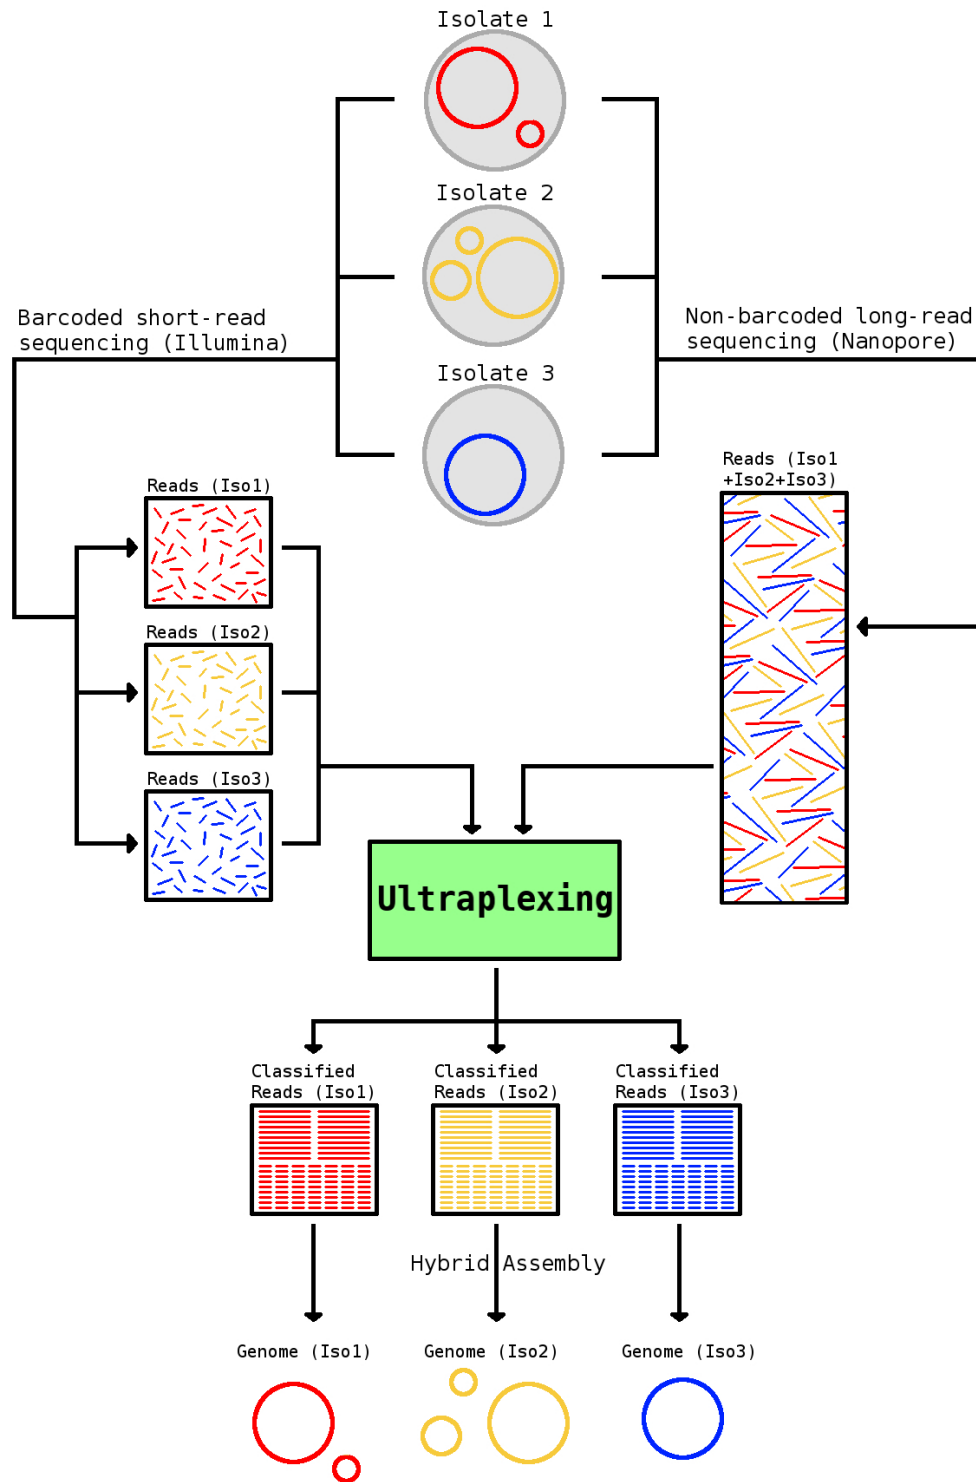 Isolate 1
Isolate 2
Barcoded short-read
sequencing (Illumina)
Non-barcoded long-read
sequencing (Nanopore)
Isolate 3
Reads (Iso1
+Iso2+Iso3)
Reads (Iso1)
Reads (Iso2)
Reads (Iso3)
Ultraplexing
Classified
Reads (Iso1)
Classified
Reads (Iso2)
Classified
Reads (Iso3)
Hybrid Assembly
Genome (Iso1)
Genome (Iso2)
Genome (Iso3)